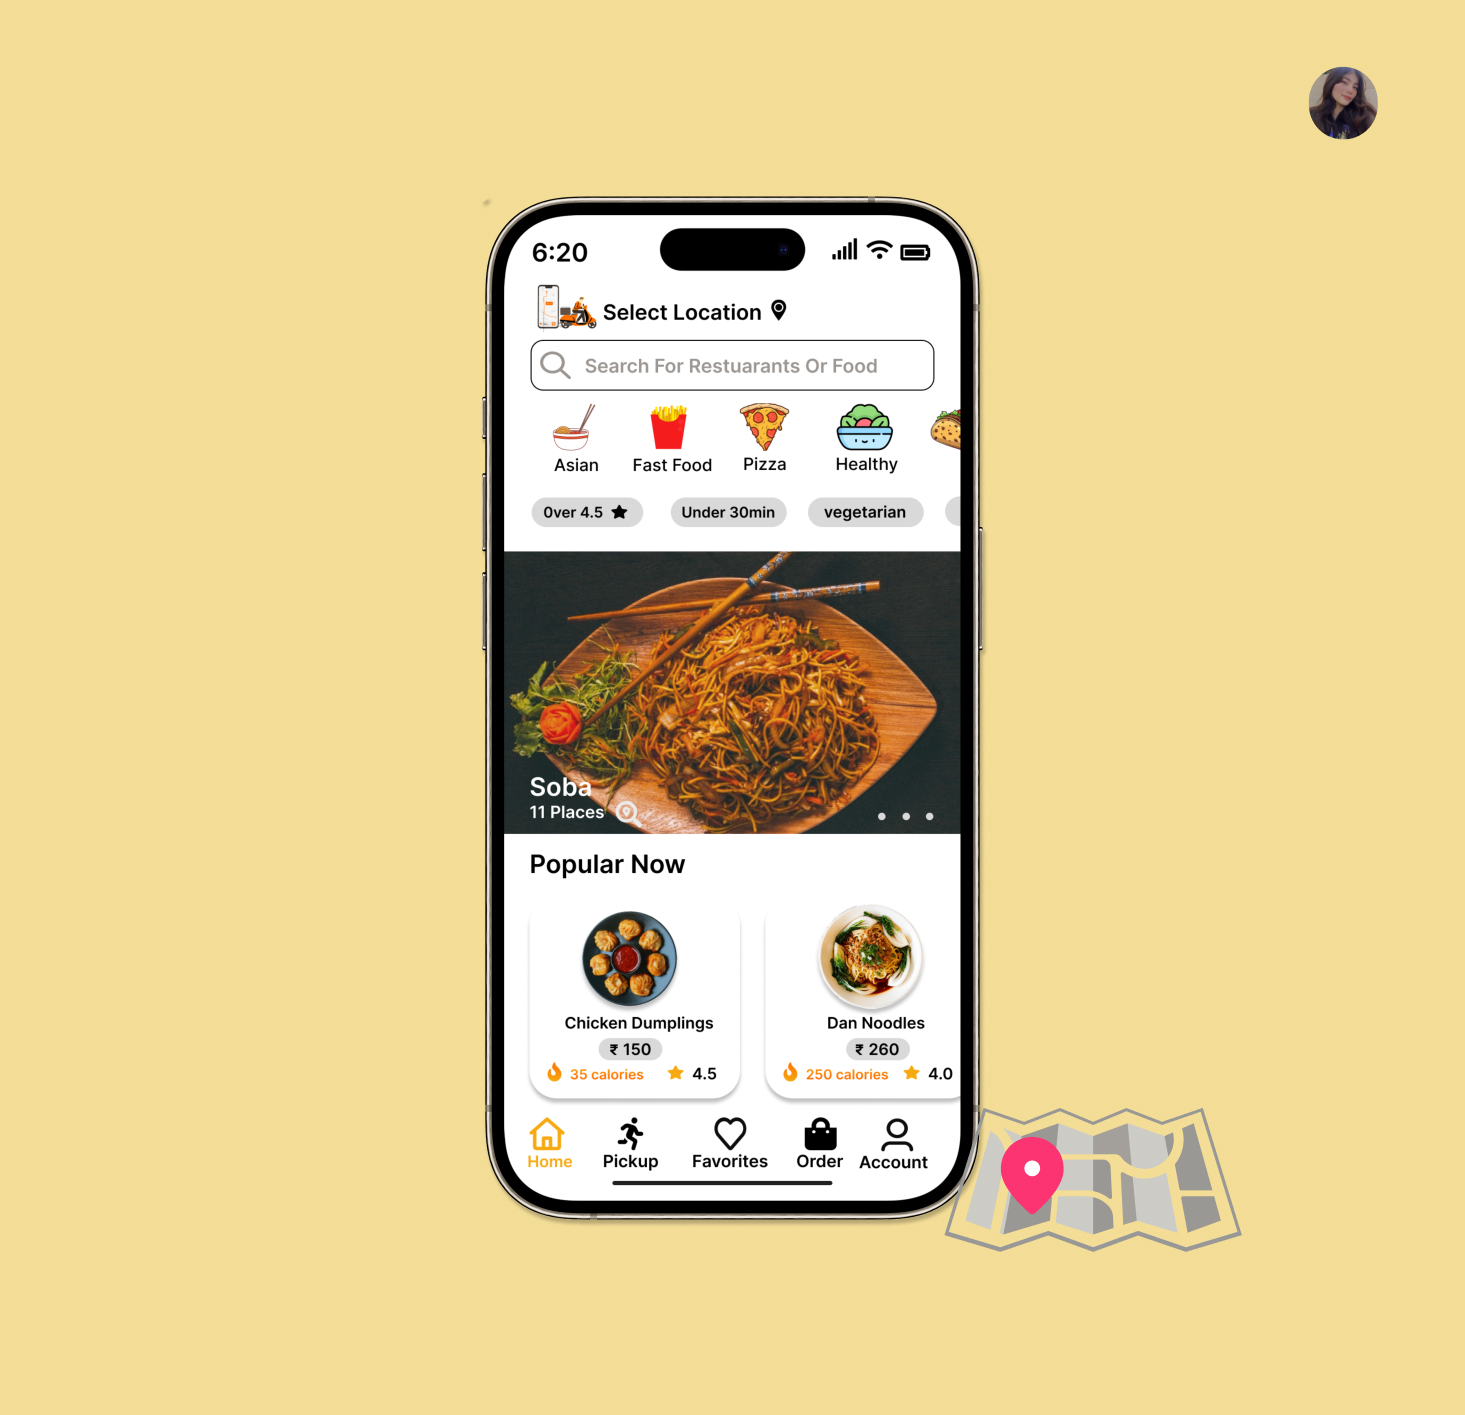 6:20
Select Location
Search For Restuarants Or Food
Asian
Fast Food
Pizza
Healthy
Over 4.5
Under 30min
vegetarian
Soba
11 Places
Popular Now
Chicken Dumplings
Dan Noodles
₹ 150
₹ 260
35 calories
4.5
250 calories
4.0
Home
Pickup
Favorites
Order
Account